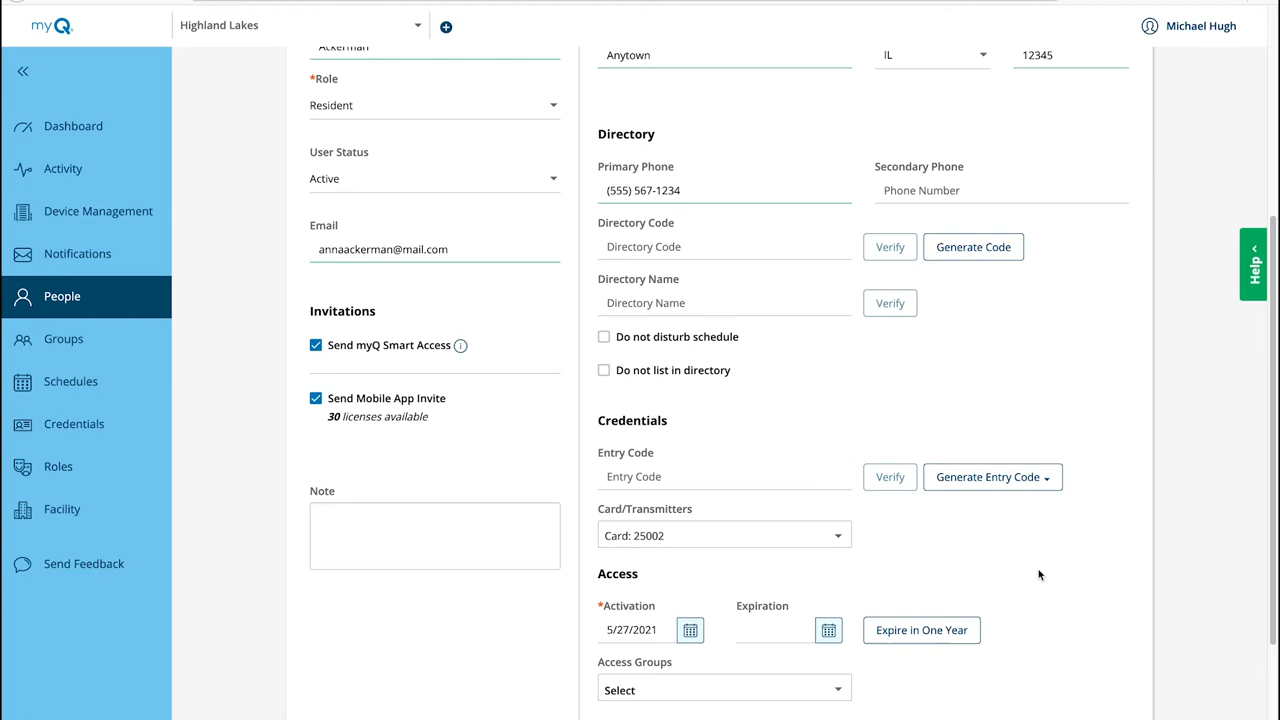 myQ
Highland Lakes
Michael Hugh
Dashboard
Activity
Device Management
Notifications
People
Groups
Schedules
Credentials
Roles
Facility
Send Feedback
Ackerman
*Role
Resident
User Status
Active
Email
annaackerman@mail.com
Invitations
Send myQ Smart Access
Send Mobile App Invite
30 licenses available
Note
Anytown IL 12345
Directory
Primary Phone Secondary Phone
(555) 567-1234 Phone Number
Directory Code
Directory Code Verify Generate Code
Directory Name
Directory Name Verify
Do not disturb schedule
Do not list in directory
Credentials
Entry Code
Entry Code Verify Generate Entry Code
Card/Transmitters
Card: 25002
Access
*Activation Expiration
5/27/2021 Expire in One Year
Access Groups
Select
Help